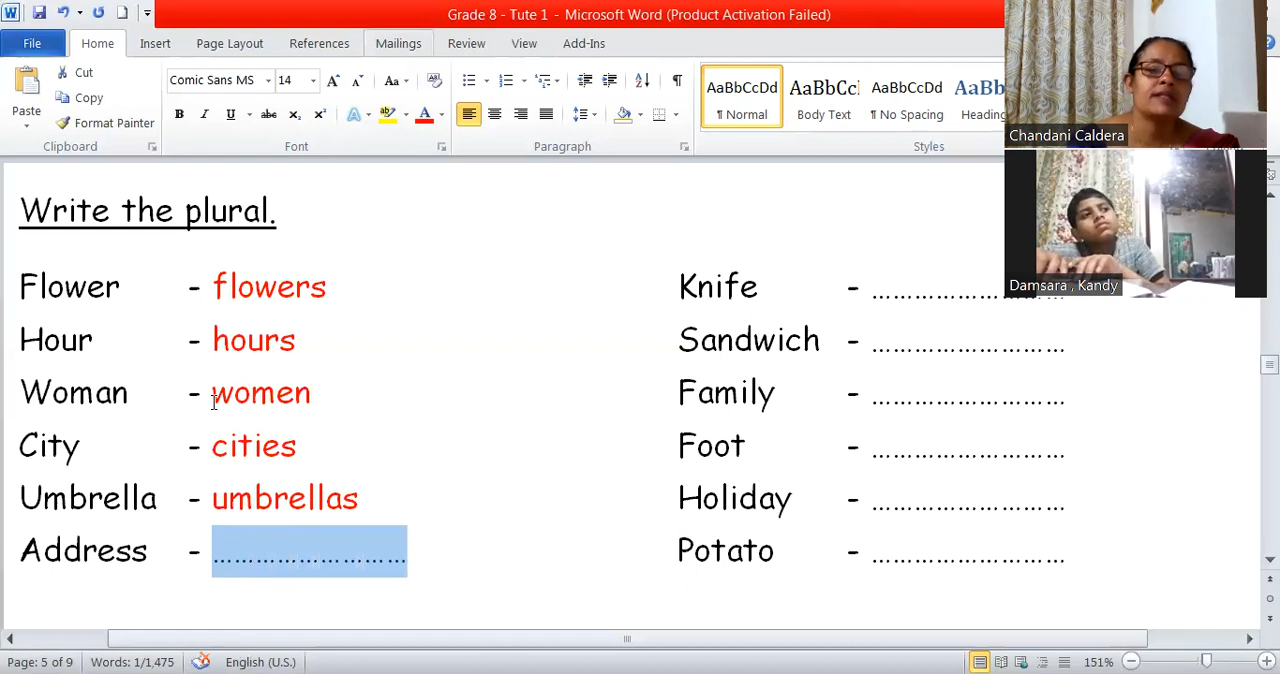 Grade 8 - Tute 1 - Microsoft Word (Product Activation Failed)
File Home Insert Page Layout References Mailings Review View Add-Ins
Paste
Cut
Copy
Format Painter
Clipboard
Comic Sans MS 14
Font
Paragraph
AaBbCcDd AaBbCcI AaBbCcDd AaBb
¶ Normal Body Text ¶ No Spacing Heading
Styles
Chandani Caldera
Damsara , Kandy
Write the plural.
Flower - flowers
Hour - hours
Woman - women
City - cities
Umbrella - umbrellas
Address - ………………………
Knife - ………………………
Sandwich - ………………………
Family - ………………………
Foot - ………………………
Holiday - ………………………
Potato - ………………………
Page: 5 of 9 Words: 1/1,475 English (U.S.) 151%